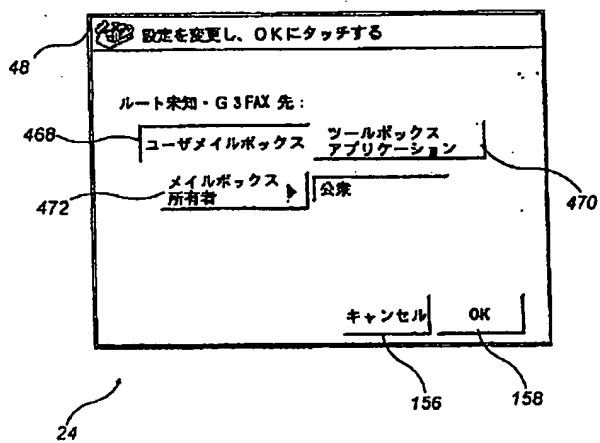 設定を変更し、OKにタッチする
48
ルート未知・G3FAX 先:
468
ユーザメイルボックス
ツールボックス
アプリケーション
470
472
メイルボックス
所有者
公衆
キャンセル
OK
156
158
24